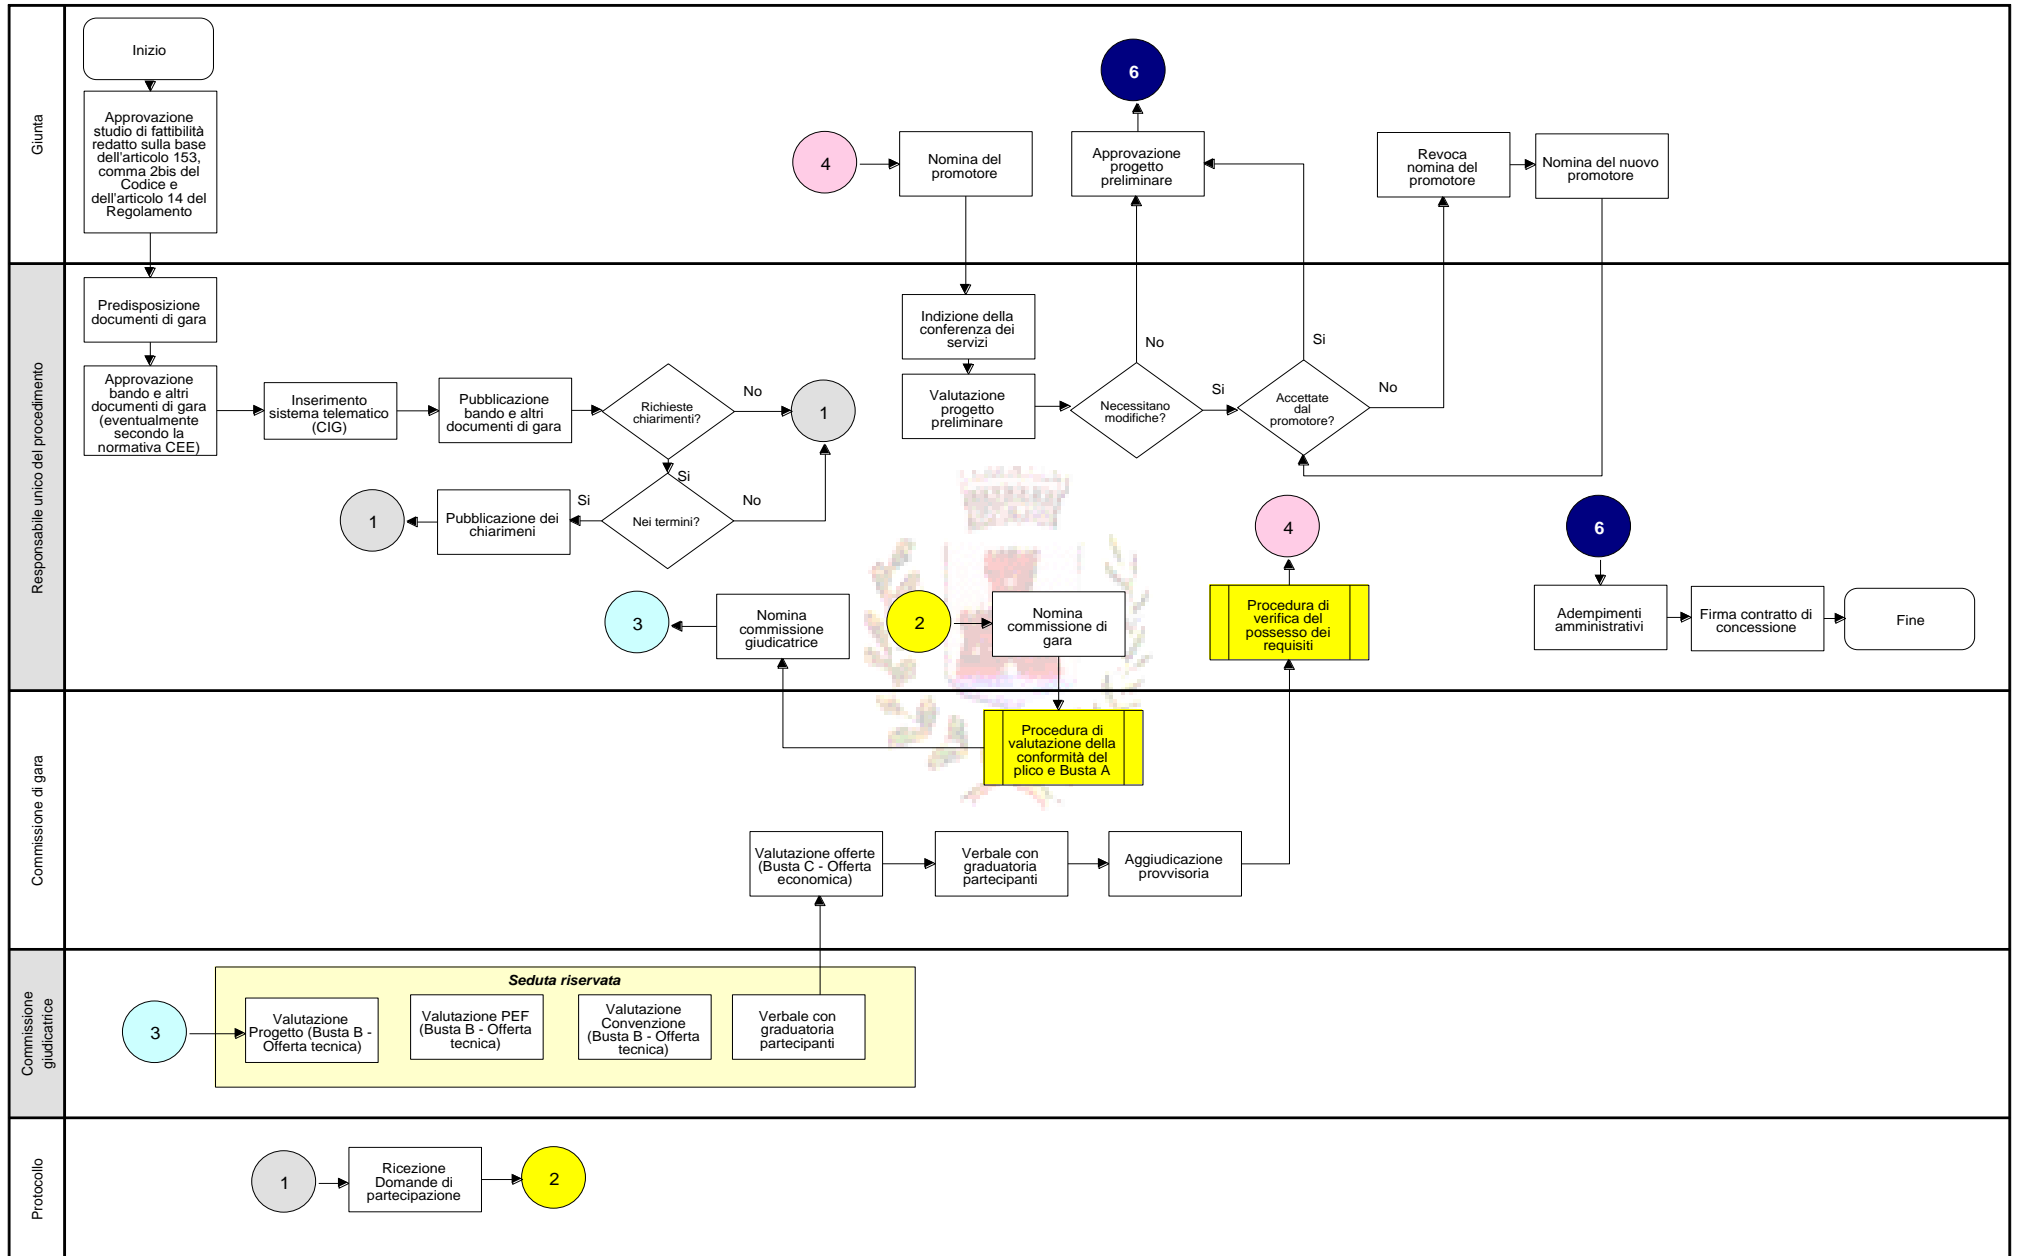 Giunta
Inizio
Approvazione
studio di fattibilità
redatto sulla base
dell'articolo 153,
comma 2bis del
Codice e
dell'articolo 14 del
Regolamento
4
Nomina del
promotore
6
Approvazione
progetto
preliminare
Revoca
nomina del
promotore
Nomina del nuovo
promotore
Responsabile unico del procedimento
Predisposizione
documenti di gara
Approvazione
bando e altri
documenti di gara
(eventualmente
secondo la
normativa CEE)
Inserimento
sistema telematico
(CIG)
Pubblicazione
bando e altri
documenti di gara
Richieste
chiarimenti?
No
1
Si
Nei termini?
No
Si
Pubblicazione dei
chiarimeni
1
Indizione della
conferenza dei
servizi
Valutazione
progetto
preliminare
Necessitano
modifiche?
No
Si
Accettate
dal
promotore?
Si
No
3
Nomina
commissione
giudicatrice
2
Nomina
commissione di
gara
4
Procedura di
verifica del
possesso dei
requisiti
6
Adempimenti
amministrativi
Firma contratto di
concessione
Fine
Commissione di gara
Procedura di
valutazione della
conformità del
plico e Busta A
Valutazione offerte
(Busta C - Offerta
economica)
Verbale con
graduatoria
partecipanti
Aggiudicazione
provvisoria
Commissione
giudicatrice
3
Seduta riservata
Valutazione
Progetto (Busta B -
Offerta tecnica)
Valutazione PEF
(Busta B - Offerta
tecnica)
Valutazione
Convenzione
(Busta B - Offerta
tecnica)
Verbale con
graduatoria
partecipanti
Protocollo
1
Ricezione
Domande di
partecipazione
2